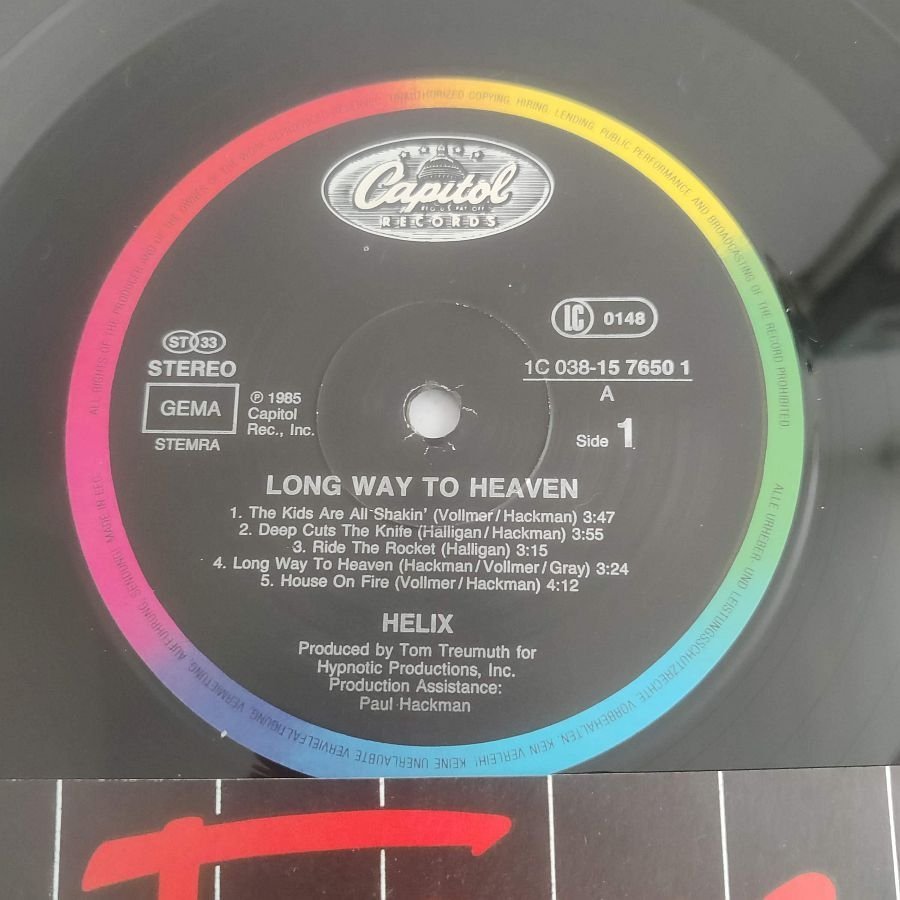 ALL RIGHTS OF THE PRODUCER AND OF THE OWNER OF THE WORK REPRODUCED RESERVED. UNAUTHORIZED COPYING, HIRING, LENDING, PUBLIC PERFORMANCE AND BROADCASTING OF THE RECORD PROHIBITED.
Capitol
REG. U.S. PAT. OFF.
RECORDS
LC 0148
ST 33
STEREO
GEMA
STEMRA
℗ 1985
Capitol
Rec., Inc.
1C 038-15 7650 1
A
Side 1
LONG WAY TO HEAVEN
1. The Kids Are All Shakin' (Vollmer/Hackman) 3:47
2. Deep Cuts The Knife (Halligan/Hackman) 3:55
3. Ride The Rocket (Halligan) 3:15
4. Long Way To Heaven (Hackman/Vollmer/Gray) 3:24
5. House On Fire (Vollmer/Hackman) 4:12
HELIX
Produced by Tom Treumuth for
Hypnotic Productions, Inc.
Production Assistance:
Paul Hackman
ALLE URHEBER- UND LEISTUNGSSCHUTZRECHTE VORBEHALTEN. KEIN VERLEIH! KEINE UNERLAUBTE VERVIELFÄLTIGUNG, VERMIETUNG, AUFFÜHRUNG, SENDUNG! MADE IN EEC.